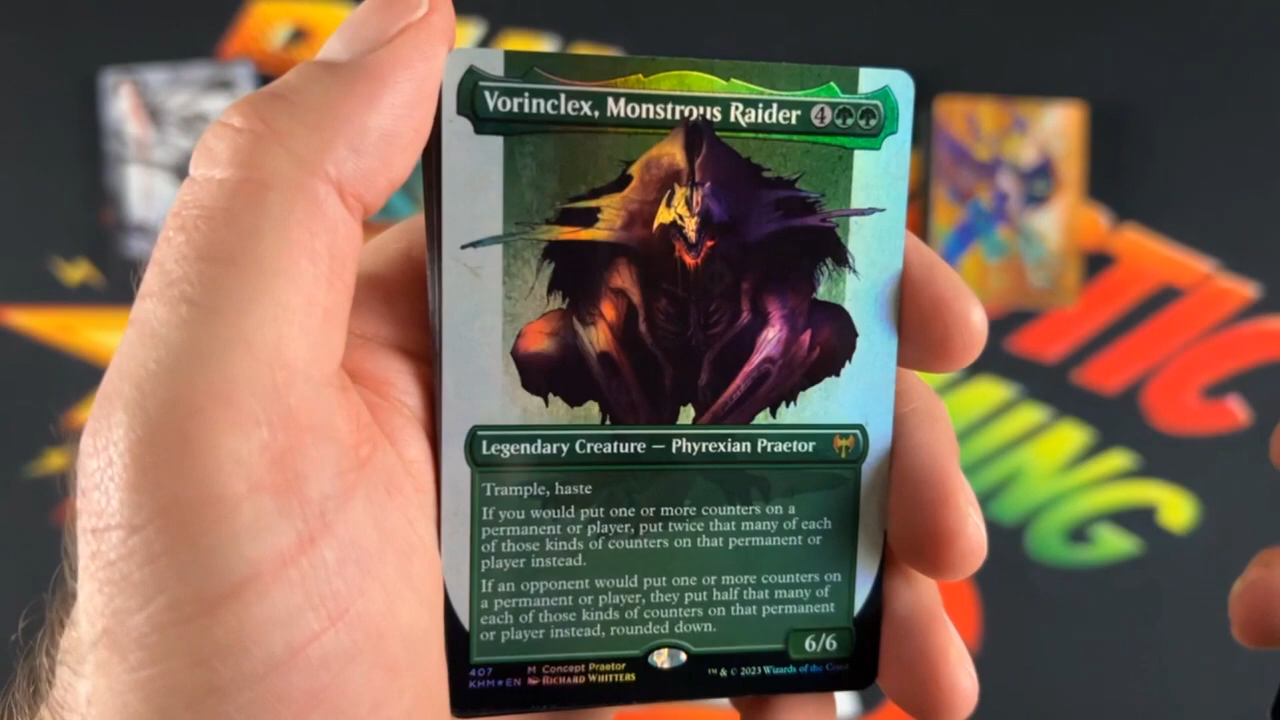 Vorinclex, Monstrous Raider 4
Legendary Creature — Phyrexian Praetor
Trample, haste
If you would put one or more counters on a
permanent or player, put twice that many of each
of those kinds of counters on that permanent or
player instead.
If an opponent would put one or more counters on
a permanent or player, they put half that many of
each of those kinds of counters on that permanent
or player instead, rounded down.
6/6
407 M Concept Praetor
KHM★EN RICHARD WHITTERS
™ & © 2023 Wizards of the Coast
TIC